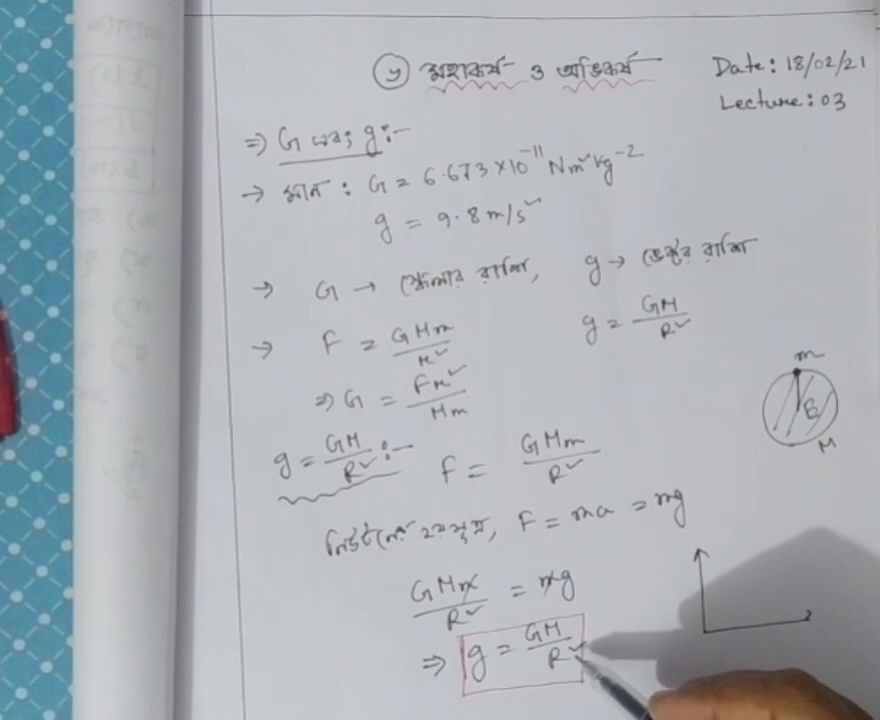 ৬ মহাকর্ষ ও অভিকর্ষ
Date: 18/02/21
Lecture: 03
⇒ G এবং g:-
→ মান : G = 6.673×10⁻¹¹ Nm²kg⁻²
g = 9.8 m/s²
→ G → স্কেলার রাশি, g → ভেক্টর রাশি
→ F = GMm/r² g = GM/R²
⇒ G = Fr²/Mm
m
R
M
g = GM/R² :- F = GMm/R²
নিউটনের ২য় সূত্র, F = ma = mg
GMm/R² = mg
⇒ g = GM/R²